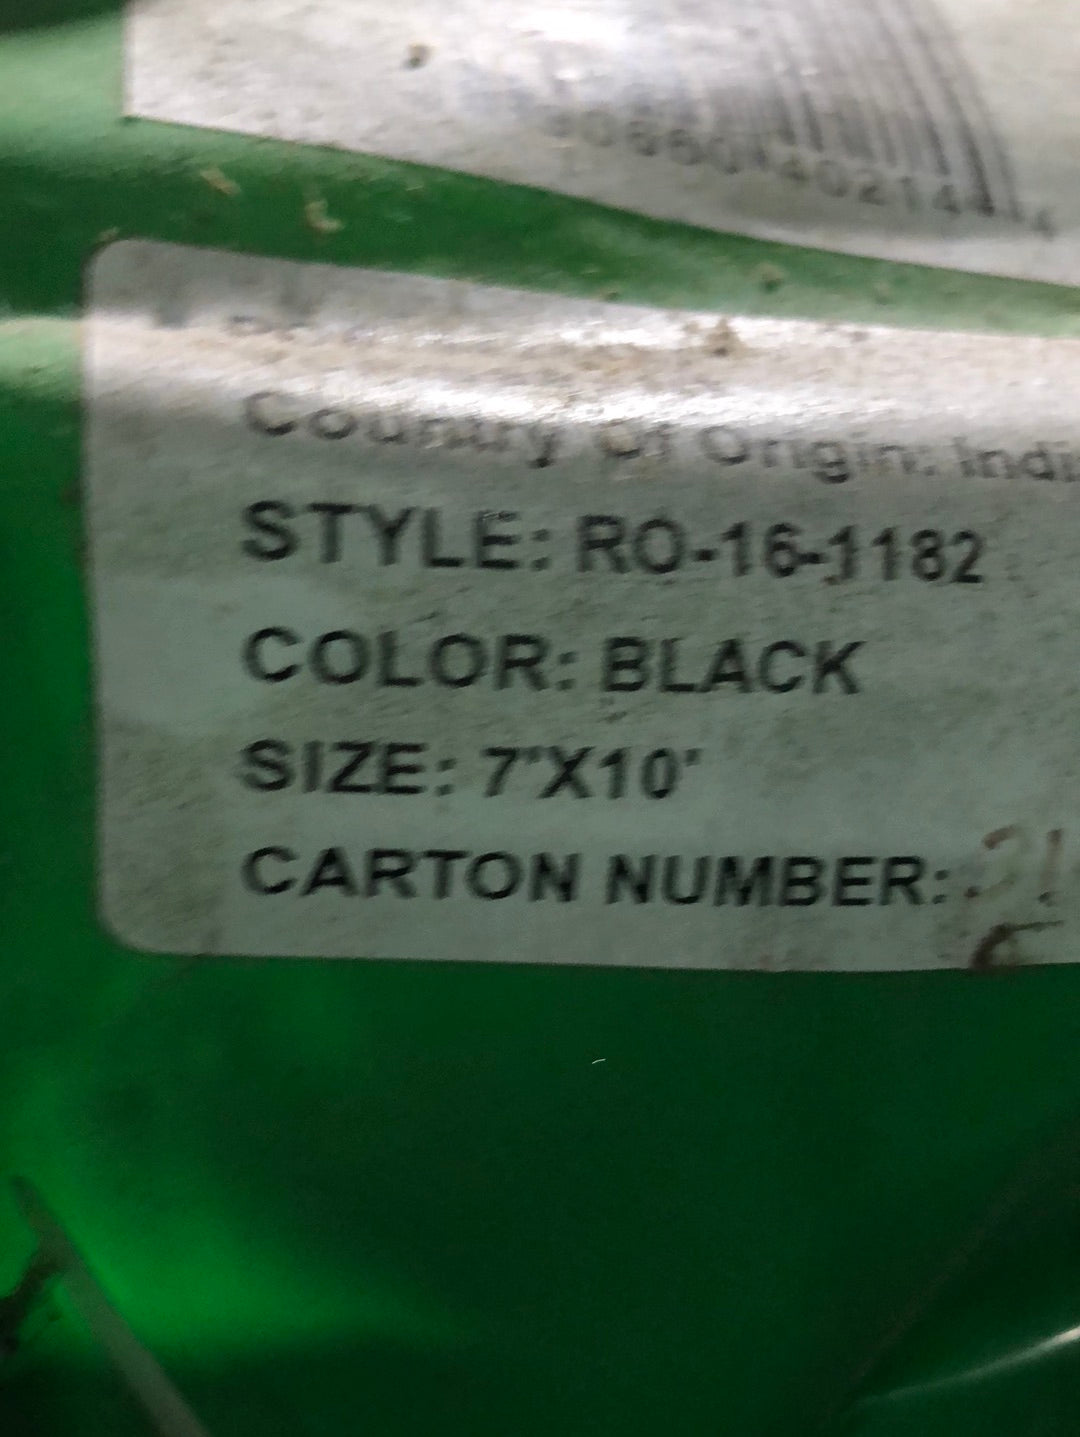 Country Of Origin: Indi
STYLE: RO-16-1182
COLOR: BLACK
SIZE: 7'X10'
CARTON NUMBER: